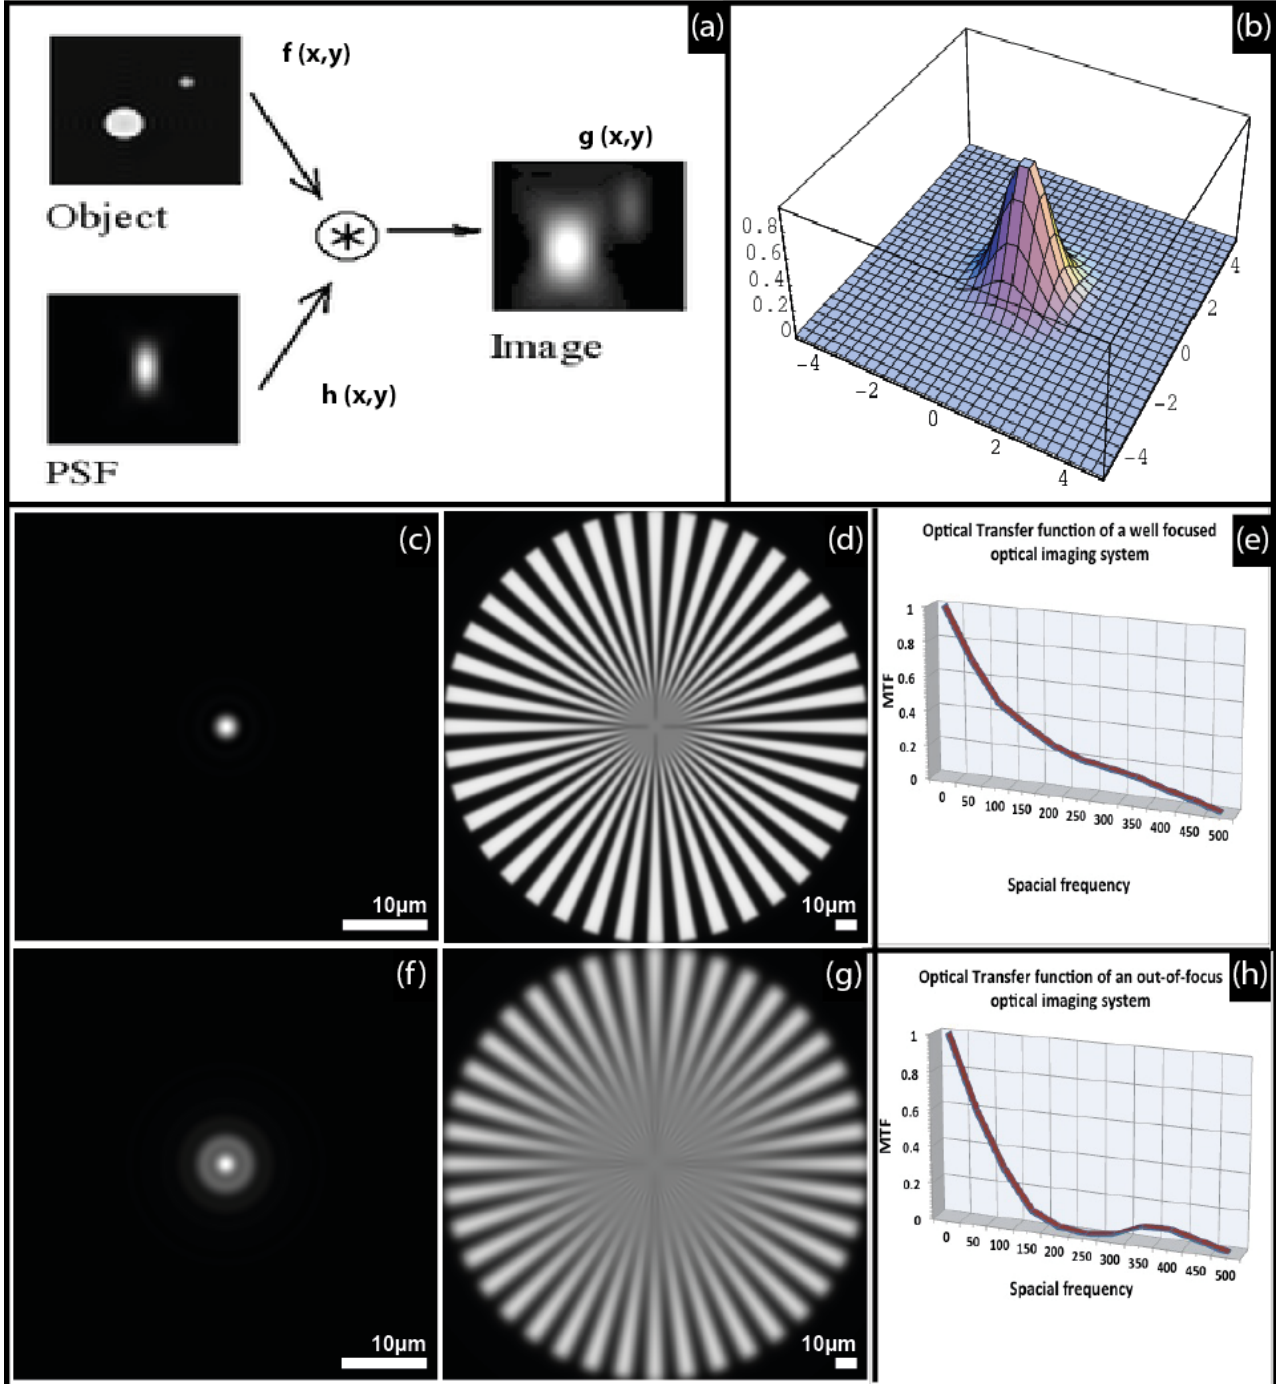 (a)
f (x,y)
Object
g (x,y)
*
Image
h (x,y)
PSF
(b)
0.8
0.6
0.4
0.2
0
-4
-2
0
2
4
4
2
0
-2
-4
(c)
10μm
(d)
10μm
(e)
Optical Transfer function of a well focused
optical imaging system
MTF
1
0.8
0.6
0.4
0.2
0
0 50 100 150 200 250 300 350 400 450 500
Spacial frequency
(f)
10μm
(g)
10μm
(h)
Optical Transfer function of an out-of-focus
optical imaging system
MTF
1
0.8
0.6
0.4
0.2
0
0 50 100 150 200 250 300 350 400 450 500
Spacial frequency